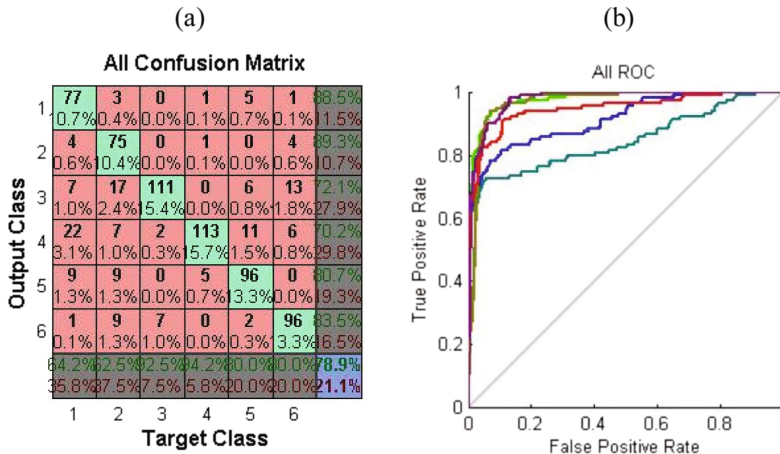 (a)
All Confusion Matrix
77 3 0 1 5 1 88.5%
0.7% 0.4% 0.0% 0.1% 0.7% 0.1% 11.5%
4 75 0 1 0 4 89.3%
0.6% 10.4% 0.0% 0.1% 0.0% 0.6% 10.7%
7 17 111 0 6 13 72.1%
1.0% 2.4% 15.4% 0.0% 0.8% 1.8% 27.9%
22 7 2 113 11 6 70.2%
3.1% 1.0% 0.3% 15.7% 1.5% 0.8% 29.8%
9 9 0 5 96 0 80.7%
1.3% 1.3% 0.0% 0.7% 13.3% 0.0% 19.3%
1 9 7 0 2 96 83.5%
0.1% 1.3% 1.0% 0.0% 0.3% 3.3% 16.5%
64.2% 62.5% 92.5% 94.2% 80.0% 80.0% 78.9%
35.8% 37.5% 7.5% 5.8% 20.0% 20.0% 21.1%
1
2
3
4
5
6
Output Class
1 2 3 4 5 6
Target Class
(b)
All ROC
1
0.8
0.6
0.4
0.2
0
True Positive Rate
0 0.2 0.4 0.6 0.8
False Positive Rate